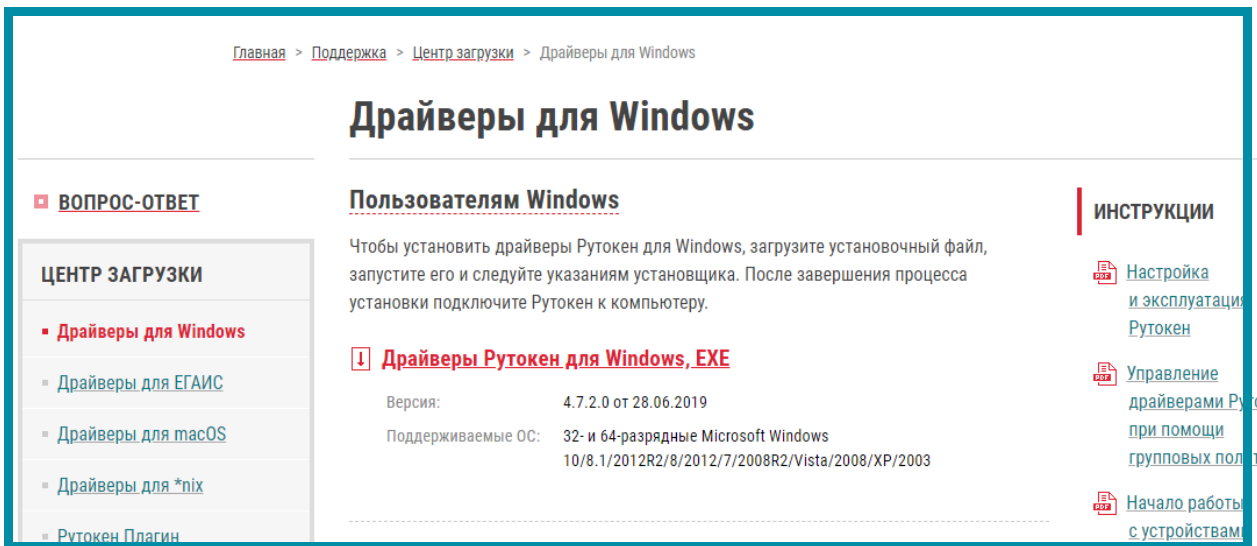 Главная > Поддержка > Центр загрузки > Драйверы для Windows
Драйверы для Windows
ВОПРОС-ОТВЕТ
ЦЕНТР ЗАГРУЗКИ
Драйверы для Windows
Драйверы для ЕГАИС
Драйверы для macOS
Драйверы для *nix
Рутокен Плагин
Пользователям Windows
Чтобы установить драйверы Рутокен для Windows, загрузите установочный файл,
запустите его и следуйте указаниям установщика. После завершения процесса
установки подключите Рутокен к компьютеру.
Драйверы Рутокен для Windows, EXE
Версия: 4.7.2.0 от 28.06.2019
Поддерживаемые ОС: 32- и 64-разрядные Microsoft Windows
10/8.1/2012R2/8/2012/7/2008R2/Vista/2008/XP/2003
ИНСТРУКЦИИ
PDF Настройка
и эксплуатация
Рутокен
PDF Управление
драйверами
при помощи
групповых
PDF Начало работы
с устройствами